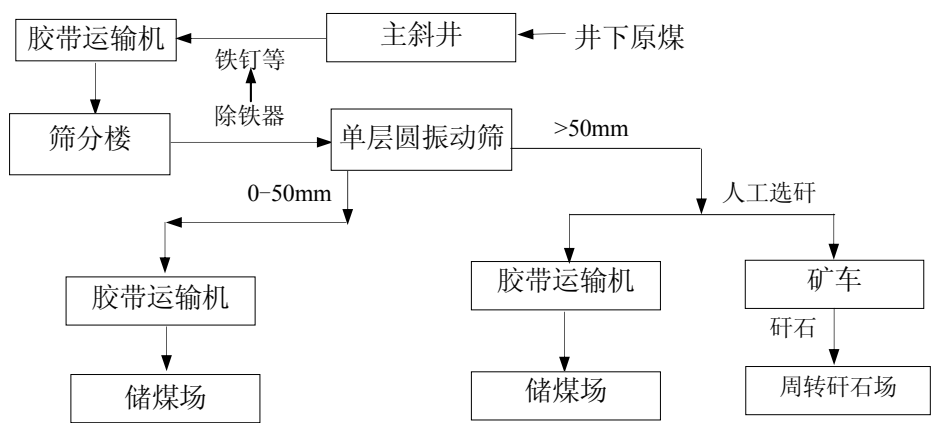 胶带运输机
主斜井
井下原煤
铁钉等
除铁器
筛分楼
单层圆振动筛
>50mm
0-50mm
人工选矸
胶带运输机
胶带运输机
矿车
矸石
储煤场
储煤场
周转矸石场